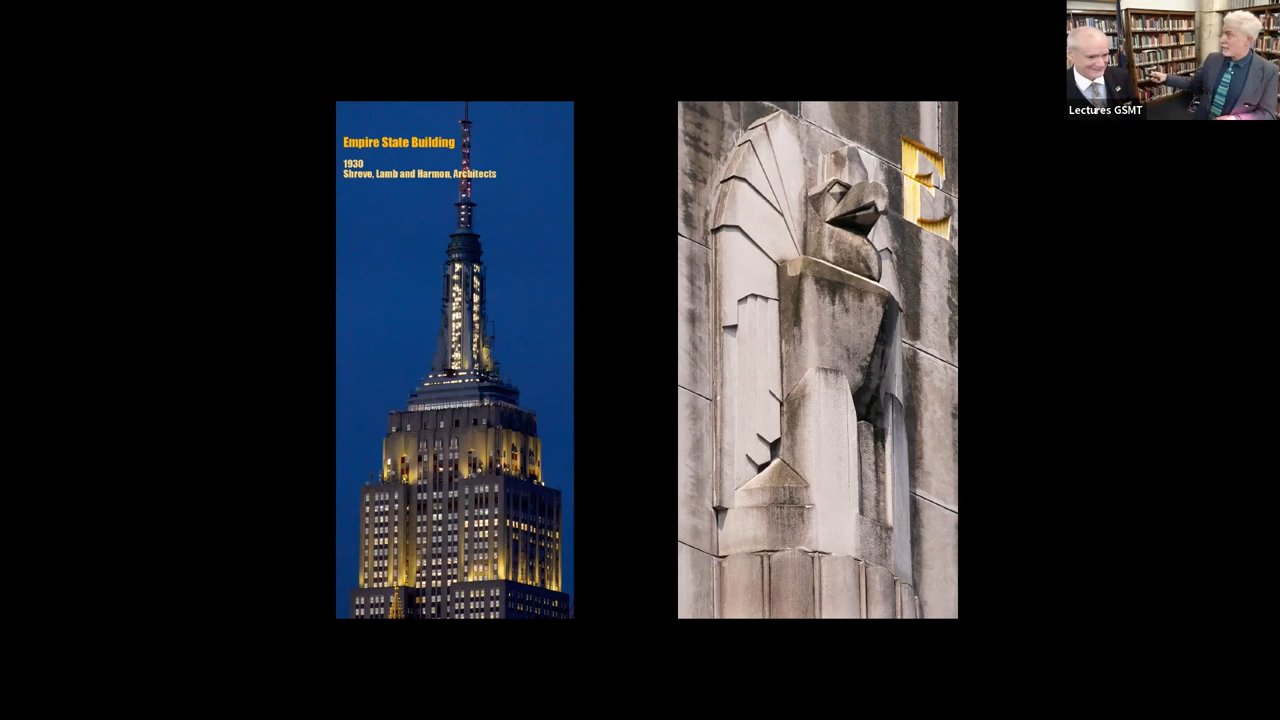 Empire State Building
1930
Shreve, Lamb and Harmon, Architects
E
Lectures GSMT